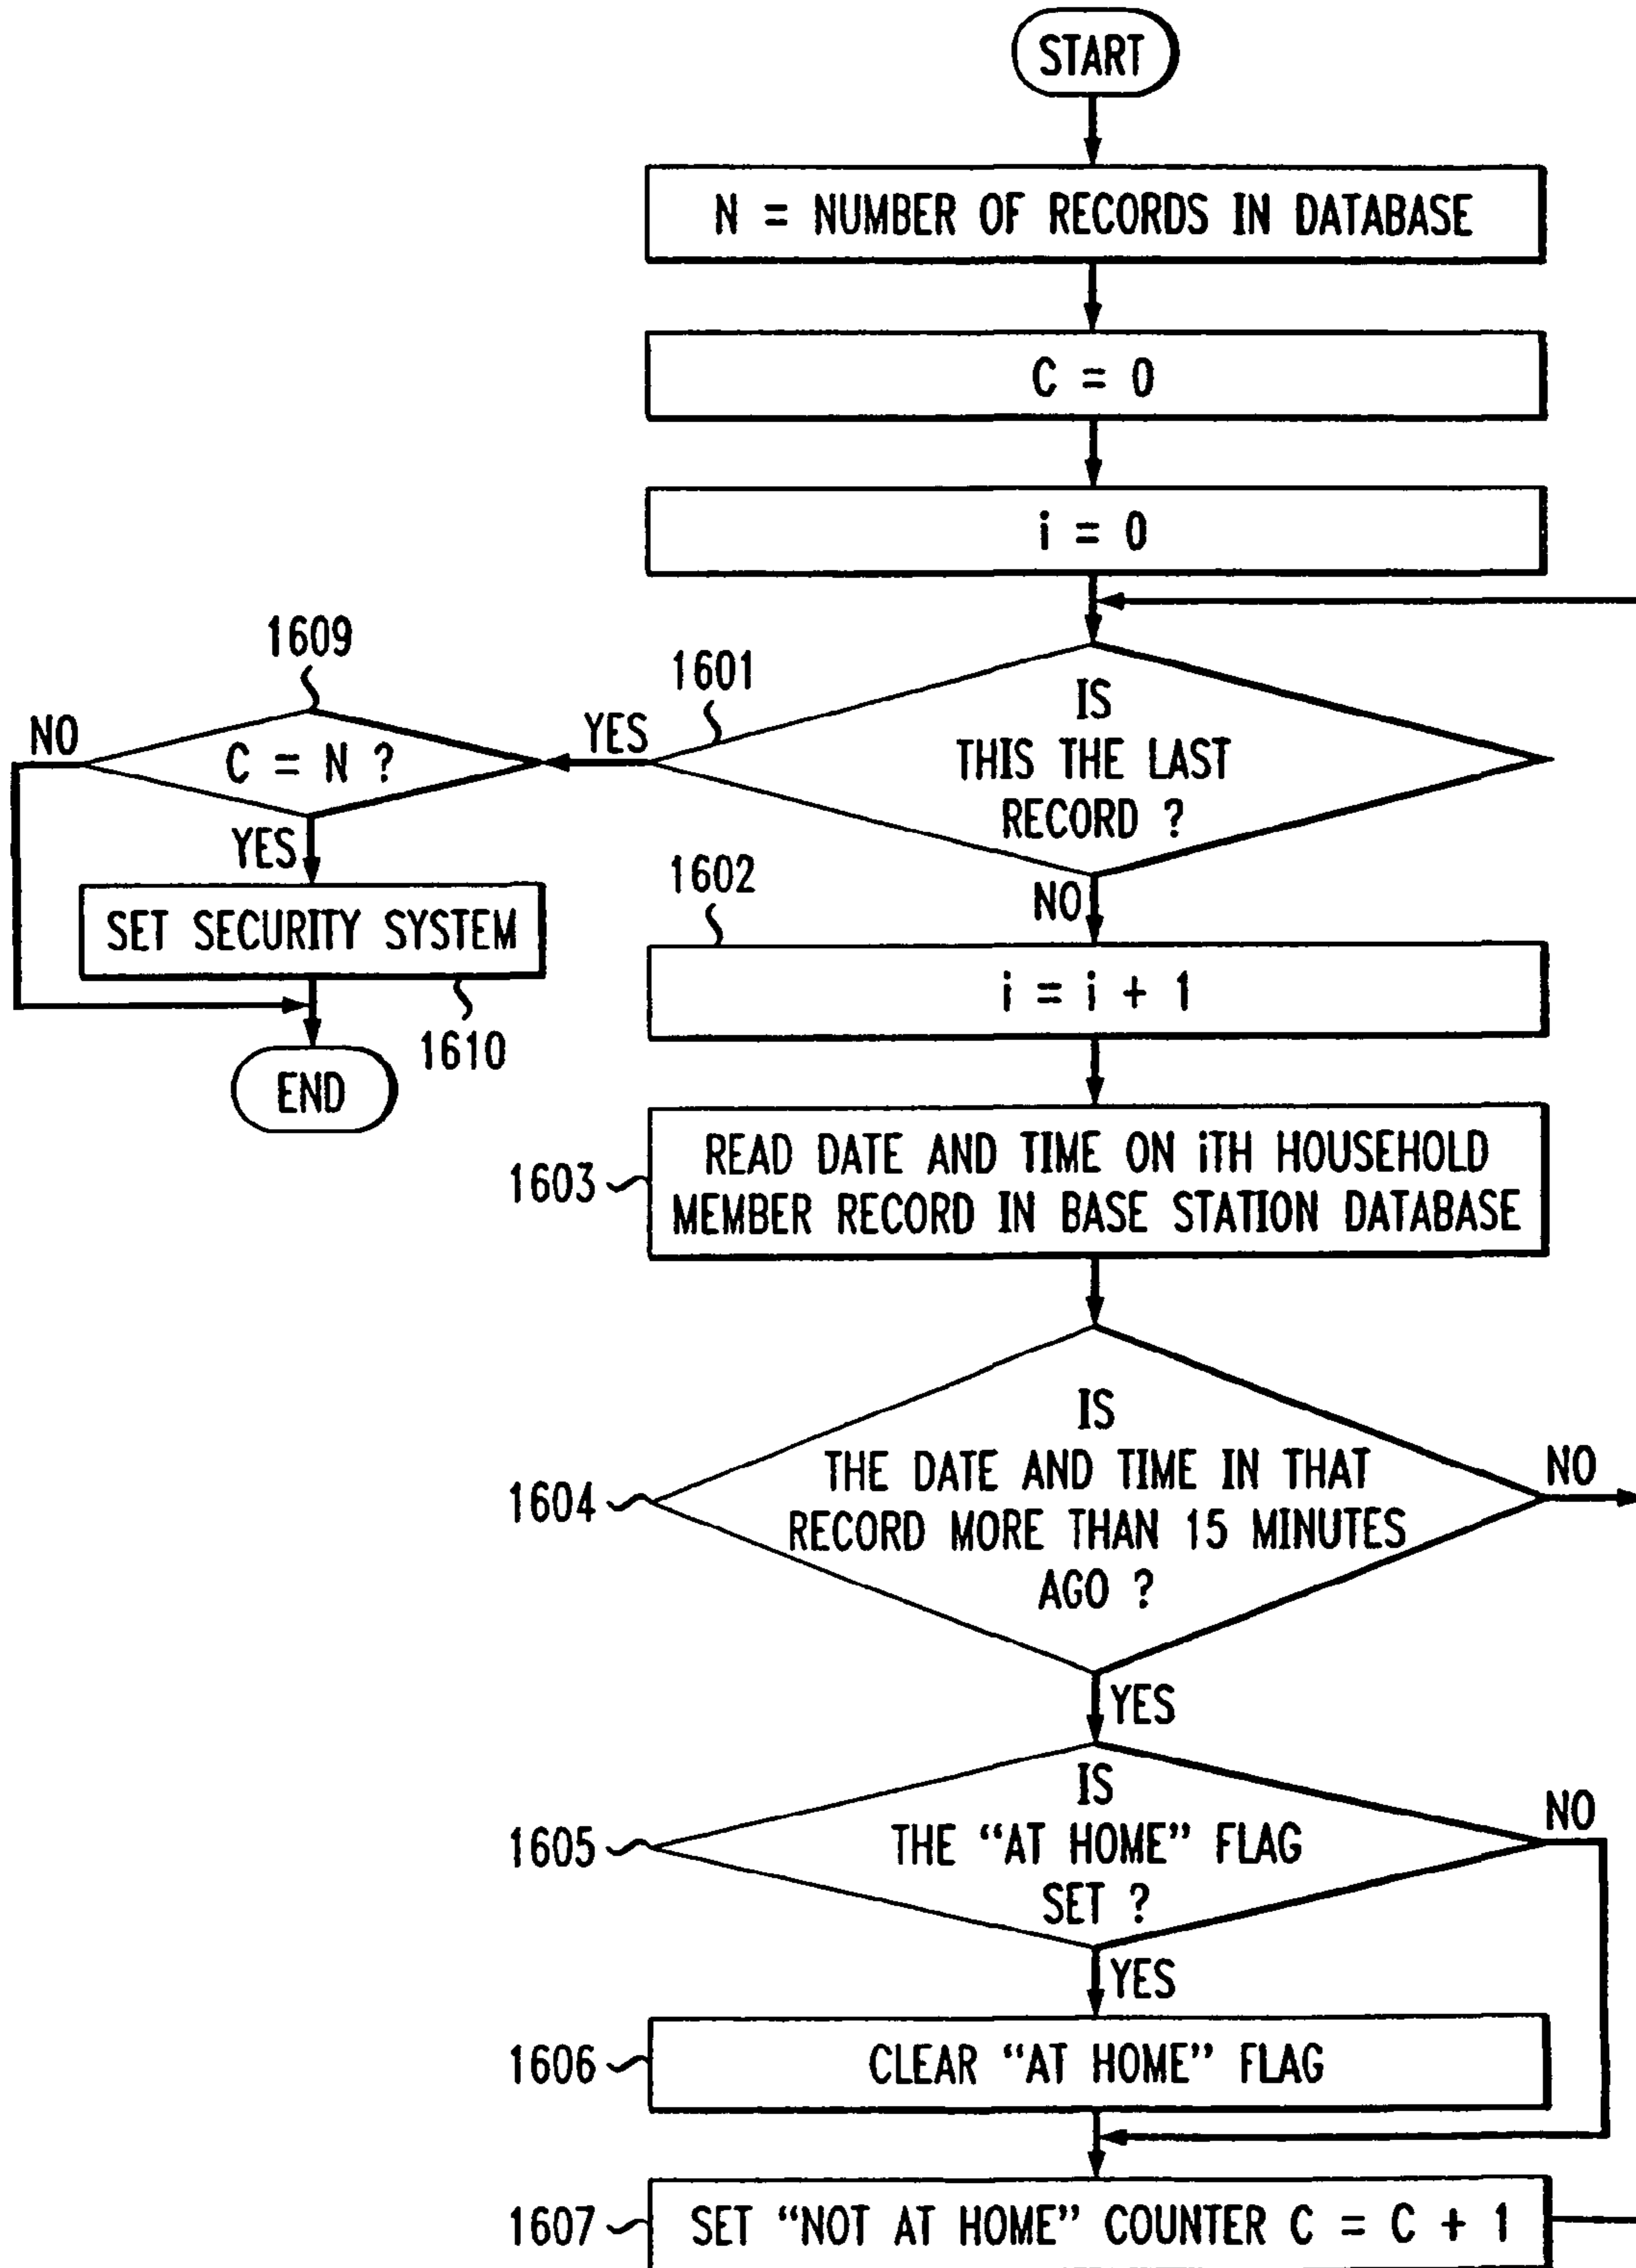 START
N = NUMBER OF RECORDS IN DATABASE
C = 0
i = 0
1609
1601
NO
C = N ?
YES
IS
THIS THE LAST
RECORD ?
YES
1602
NO
SET SECURITY SYSTEM
i = i + 1
1610
END
1603
READ DATE AND TIME ON iTH HOUSEHOLD
MEMBER RECORD IN BASE STATION DATABASE
1604
IS
THE DATE AND TIME IN THAT
RECORD MORE THAN 15 MINUTES
AGO ?
NO
YES
1605
IS
THE “AT HOME” FLAG
SET ?
NO
YES
1606
CLEAR “AT HOME” FLAG
1607
SET “NOT AT HOME” COUNTER C = C + 1